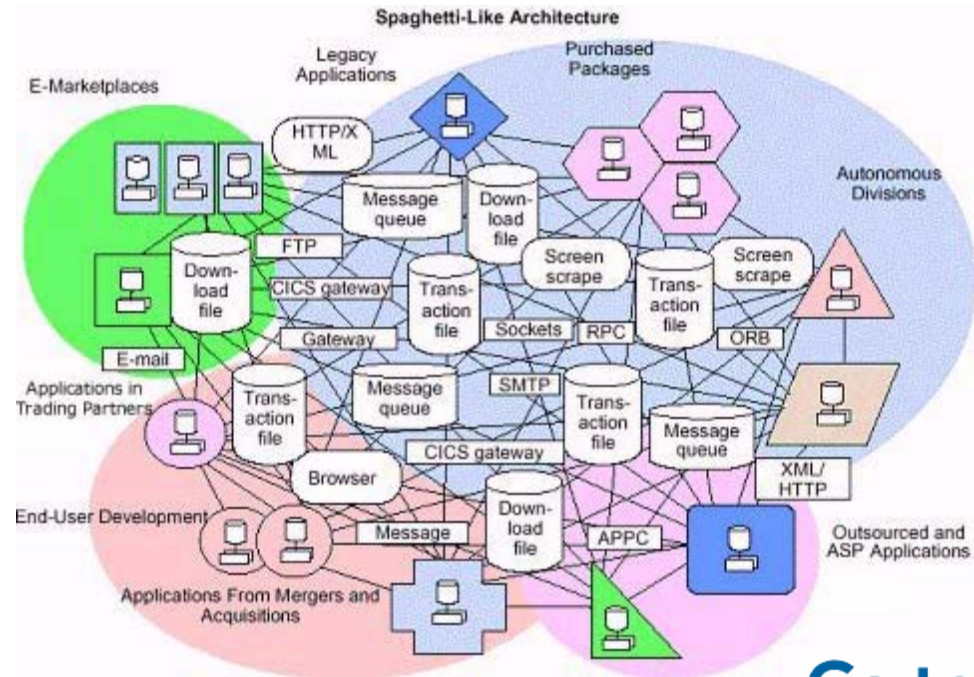 Spaghetti-Like Architecture
Legacy
Applications
Purchased
Packages
E-Marketplaces
HTTP/X
ML
Autonomous
Divisions
Message
queue
Down-
load
file
FTP
Down-
load
file
Screen
scrape
Screen
scrape
CICS gateway
Trans-
action
file
Trans-
action
file
Gateway
Sockets
RPC
ORB
E-mail
Applications in
Trading Partners
Trans-
action
file
Message
queue
SMTP
Trans-
action
file
Message
queue
CICS gateway
XML/
HTTP
Browser
End-User Development
Message
Down-
load
file
APPC
Outsourced and
ASP Applications
Applications From Mergers and
Acquisitions